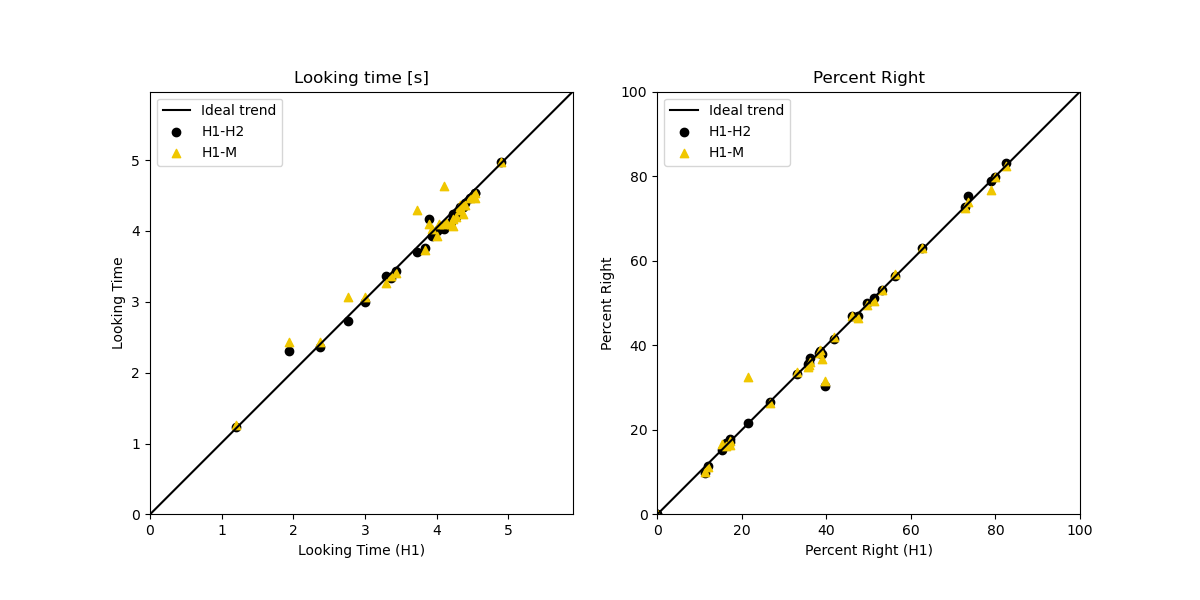 Looking time [s]
Ideal trend
H1-H2
H1-M
5
4
3
2
1
0
Looking Time
0 1 2 3 4 5
Looking Time (H1)
Percent Right
Ideal trend
H1-H2
H1-M
100
80
60
40
20
0
Percent Right
0 20 40 60 80 100
Percent Right (H1)